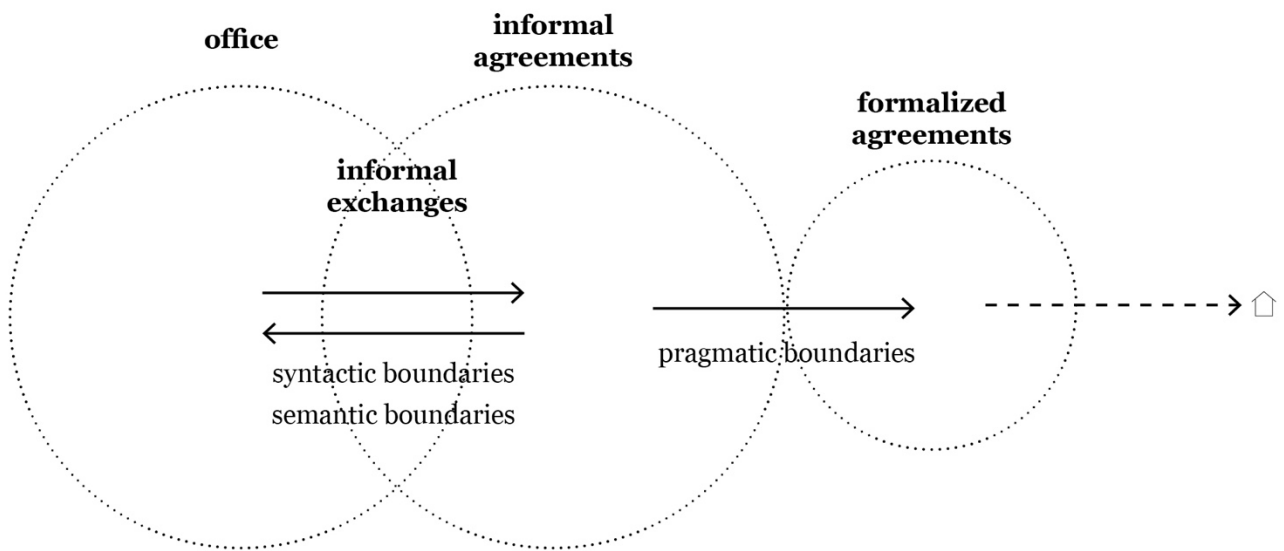 office
informal
agreements
formalized
agreements
informal
exchanges
syntactic boundaries
semantic boundaries
pragmatic boundaries